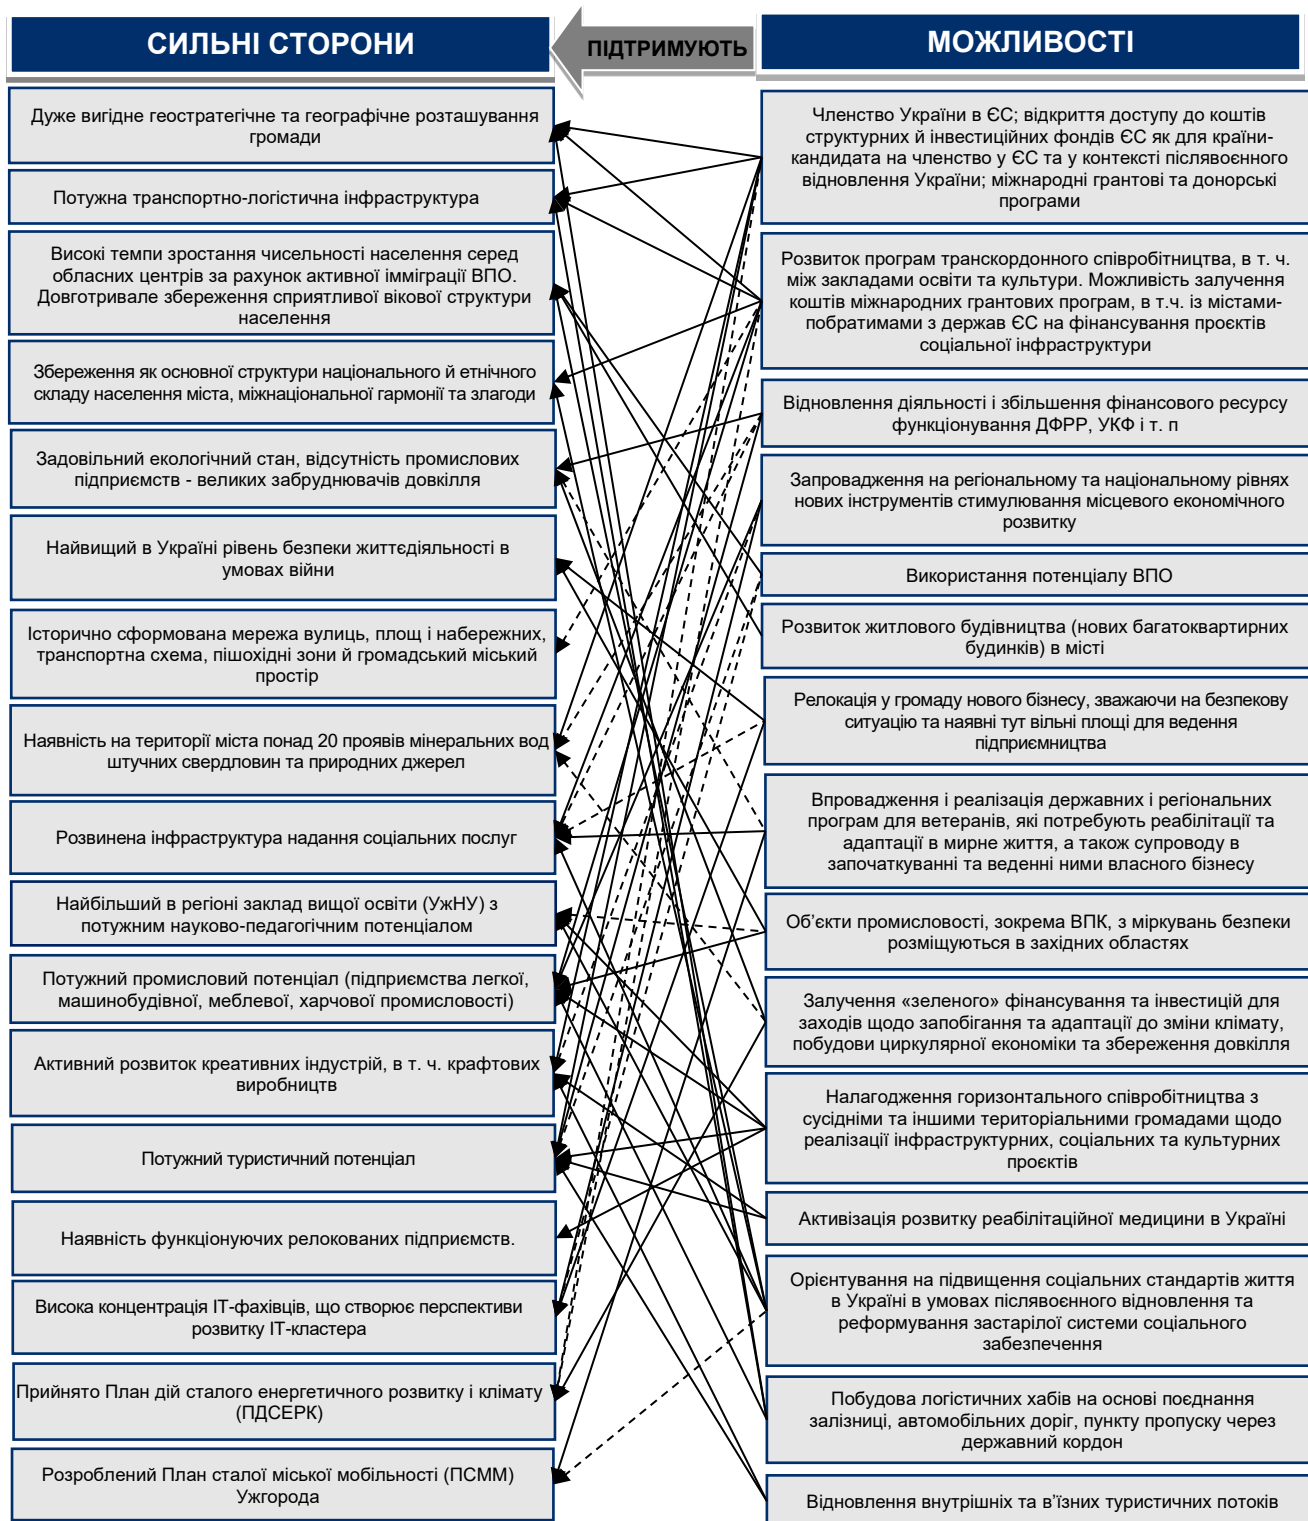 СИЛЬНІ СТОРОНИ
ПІДТРИМУЮТЬ
МОЖЛИВОСТІ
Дуже вигідне геостратегічне та географічне розташування
громади
Потужна транспортно-логістична інфраструктура
Високі темпи зростання чисельності населення серед
обласних центрів за рахунок активної імміграції ВПО.
Довготривале збереження сприятливої вікової структури
населення
Збереження як основної структури національного й етнічного
складу населення міста, міжнаціональної гармонії та злагоди
Задовільний екологічний стан, відсутність промислових
підприємств - великих забруднювачів довкілля
Найвищий в Україні рівень безпеки життєдіяльності в
умовах війни
Історично сформована мережа вулиць, площ і набережних,
транспортна схема, пішохідні зони й громадський міський
простір
Наявність на території міста понад 20 проявів мінеральних вод
штучних свердловин та природних джерел
Розвинена інфраструктура надання соціальних послуг
Найбільший в регіоні заклад вищої освіти (УжНУ) з
потужним науково-педагогічним потенціалом
Потужний промисловий потенціал (підприємства легкої,
машинобудівної, меблевої, харчової промисловості)
Активний розвиток креативних індустрій, в т. ч. крафтових
виробництв
Потужний туристичний потенціал
Наявність функціонуючих релокованих підприємств.
Висока концентрація ІТ-фахівців, що створює перспективи
розвитку ІТ-кластера
Прийнято План дій сталого енергетичного розвитку і клімату
(ПДСЕРК)
Розроблений План сталої міської мобільності (ПСММ)
Ужгорода
Членство України в ЄС; відкриття доступу до коштів
структурних й інвестиційних фондів ЄС як для країни-
кандидата на членство у ЄС та у контексті післявоєнного
відновлення України; міжнародні грантові та донорські
програми
Розвиток програм транскордонного співробітництва, в т. ч.
між закладами освіти та культури. Можливість залучення
коштів міжнародних грантових програм, в т.ч. із містами-
побратимами з держав ЄС на фінансування проєктів
соціальної інфраструктури
Відновлення діяльності і збільшення фінансового ресурсу
функціонування ДФРР, УКФ і т. п
Запровадження на регіональному та національному рівнях
нових інструментів стимулювання місцевого економічного
розвитку
Використання потенціалу ВПО
Розвиток житлового будівництва (нових багатоквартирних
будинків) в місті
Релокація у громаду нового бізнесу, зважаючи на безпекову
ситуацію та наявні тут вільні площі для ведення
підприємництва
Впровадження і реалізація державних і регіональних
програм для ветеранів, які потребують реабілітації та
адаптації в мирне життя, а також супроводу в
започаткуванні та веденні ними власного бізнесу
Об’єкти промисловості, зокрема ВПК, з міркувань безпеки
розміщуються в західних областях
Залучення «зеленого» фінансування та інвестицій для
заходів щодо запобігання та адаптації до зміни клімату,
побудови циркулярної економіки та збереження довкілля
Налагодження горизонтального співробітництва з
сусідніми та іншими територіальними громадами щодо
реалізації інфраструктурних, соціальних та культурних
проєктів
Активізація розвитку реабілітаційної медицини в Україні
Орієнтування на підвищення соціальних стандартів життя
в Україні в умовах післявоєнного відновлення та
реформування застарілої системи соціального
забезпечення
Побудова логістичних хабів на основі поєднання
залізниці, автомобільних доріг, пункту пропуску через
державний кордон
Відновлення внутрішніх та в’їзних туристичних потоків